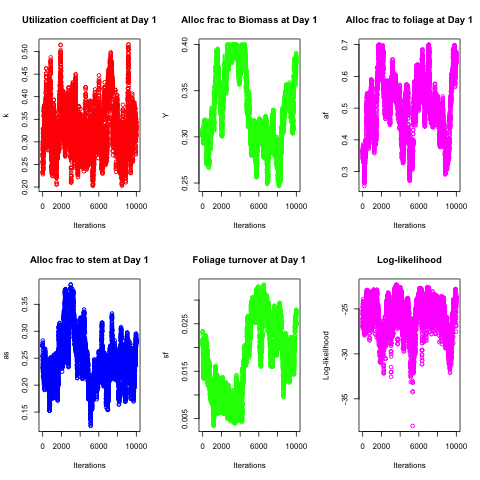 Utilization coefficient at Day 1
0.20 0.25 0.30 0.35 0.40 0.45 0.50
k
0 2000 6000 10000
Iterations
Alloc frac to Biomass at Day 1
0.25 0.30 0.35 0.40
Y
0 2000 6000 10000
Iterations
Alloc frac to foliage at Day 1
0.3 0.4 0.5 0.6 0.7
af
0 2000 6000 10000
Iterations
Alloc frac to stem at Day 1
0.15 0.20 0.25 0.30 0.35
as
0 2000 6000 10000
Iterations
Foliage turnover at Day 1
0.005 0.015 0.025
sf
0 2000 6000 10000
Iterations
Log-likelihood
-35 -30 -25
Log-likelihood
0 2000 6000 10000
Iterations